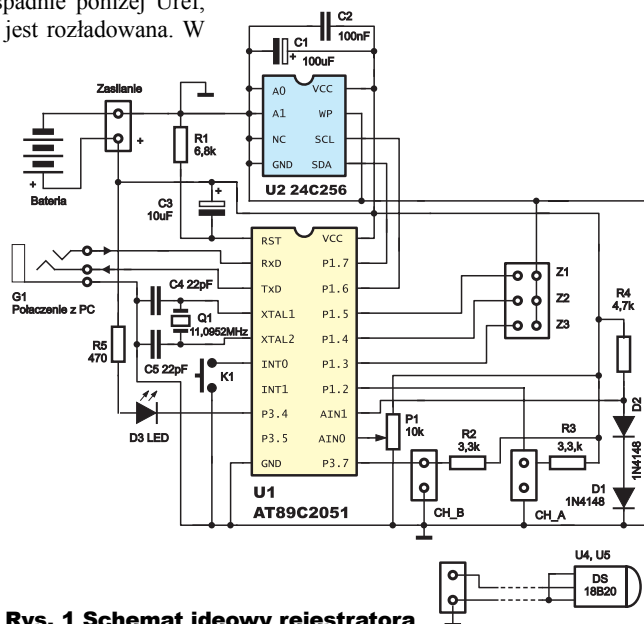 spadnie poniżej Uref,
jest rozładowana. W
C2
100nF
C1
+
100uF
Zasilanie
+
Bateria
+
R1
6,8k
A0
A1
NC
GND
VCC
WP
SCL
SDA
U2 24C256
C3
10uF
+
RST
RxD
TxD
XTAL1
XTAL2
INT0
INT1
P3.4
P3.5
GND
VCC
P1.7
P1.6
P1.5
P1.4
P1.3
P1.2
AIN1
AIN0
P3.7
U1
AT89C2051
G1
Połaczenie z PC
C4 22pF
Q1
11,0952MHz
C5 22pF
R5
470
K1
D3 LED
Z1
Z2
Z3
R4
4,7k
P1
10k
R2
3,3k
R3
3,3,k
D2
1N4148
D1
1N4148
CH_B
CH_A
U4, U5
DS
18B20
Rys. 1 Schemat ideowy rejestratora